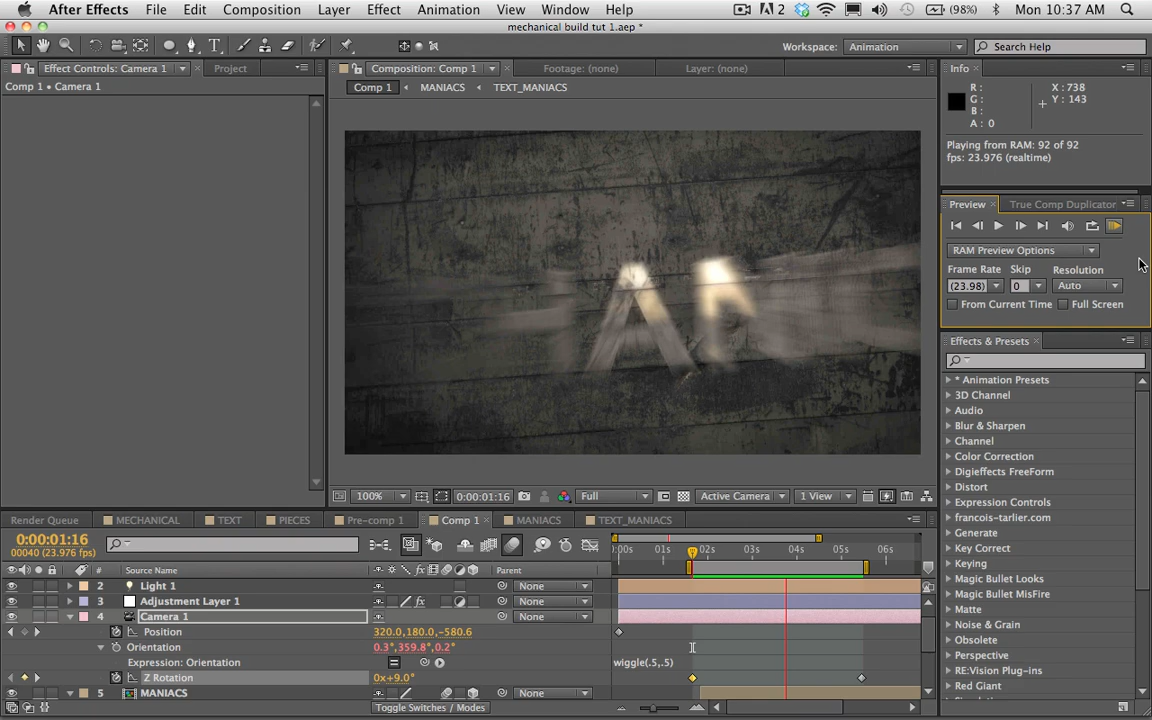 After Effects File Edit Composition Layer Effect Animation View Window Help 2 (98%) Mon 10:37 AM
mechanical build tut 1.aep *
Workspace: Animation Search Help
Effect Controls: Camera 1 Project Composition: Comp 1 Footage: (none) Layer: (none) Info
Comp 1 • Camera 1 Comp 1 MANIACS TEXT_MANIACS
R: X: 738
G: Y: 143
B:
A: 0
Playing from RAM: 92 of 92
fps: 23.976 (realtime)
Preview True Comp Duplicator
RAM Preview Options
Frame Rate Skip Resolution
(23.98) 0 Auto
From Current Time Full Screen
Effects & Presets
* Animation Presets
3D Channel
Audio
Blur & Sharpen
Channel
Color Correction
Digieffects FreeForm
Distort
Expression Controls
francois-tarlier.com
Generate
Key Correct
Keying
Magic Bullet Looks
Magic Bullet MisFire
Matte
Noise & Grain
Obsolete
Perspective
RE:Vision Plug-ins
Red Giant
100% 0:00:01:16 Full Active Camera 1 View
Render Queue MECHANICAL TEXT PIECES Pre-comp 1 Comp 1 MANIACS TEXT_MANIACS
0:00:01:16
00040 (23.976 fps)
:00s 01s 02s 03s 04s 05s 06s
# Source Name Parent
2 Light 1 None
3 Adjustment Layer 1 fx None
4 Camera 1 None
Position 320.0,180.0,-580.6
Orientation 0.3°,359.8°,0.2°
Expression: Orientation wiggle(.5,.5)
Z Rotation 0x+9.0°
5 MANIACS None
Toggle Switches / Modes